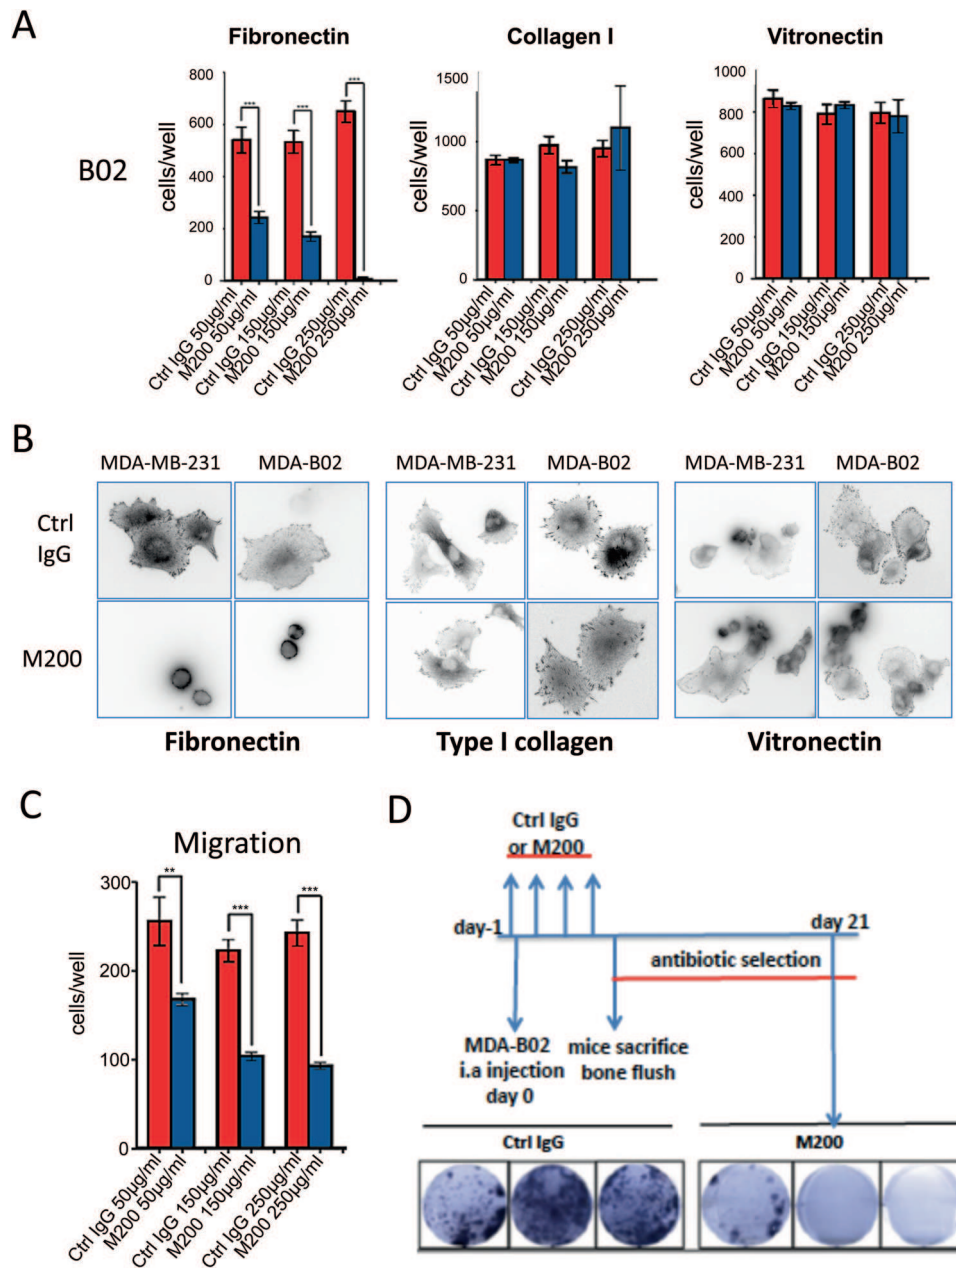 A
Fibronectin
Collagen I
Vitronectin
B02
cells/well
800
600
400
200
0
***
***
***
Ctrl IgG 50µg/ml
M200 50µg/ml
Ctrl IgG 150µg/ml
M200 150µg/ml
Ctrl IgG 250µg/ml
M200 250µg/ml
cells/well
1500
1000
500
0
Ctrl IgG 50µg/ml
M200 50µg/ml
Ctrl IgG 150µg/ml
M200 150µg/ml
Ctrl IgG 250µg/ml
M200 250µg/ml
cells/well
1000
800
600
400
200
0
Ctrl IgG 50µg/ml
M200 50µg/ml
Ctrl IgG 150µg/ml
M200 150µg/ml
Ctrl IgG 250µg/ml
M200 250µg/ml
B
MDA-MB-231
MDA-B02
MDA-MB-231
MDA-B02
MDA-MB-231
MDA-B02
Ctrl
IgG
M200
Fibronectin
Type I collagen
Vitronectin
C
Migration
cells/well
300
200
100
0
**
***
***
Ctrl IgG 50µg/ml
M200 50µg/ml
Ctrl IgG 150µg/ml
M200 150µg/ml
Ctrl IgG 250µg/ml
M200 250µg/ml
D
Ctrl IgG
or M200
day-1
day 21
antibiotic selection
MDA-B02
i.a injection
day 0
mice sacrifice
bone flush
Ctrl IgG
M200